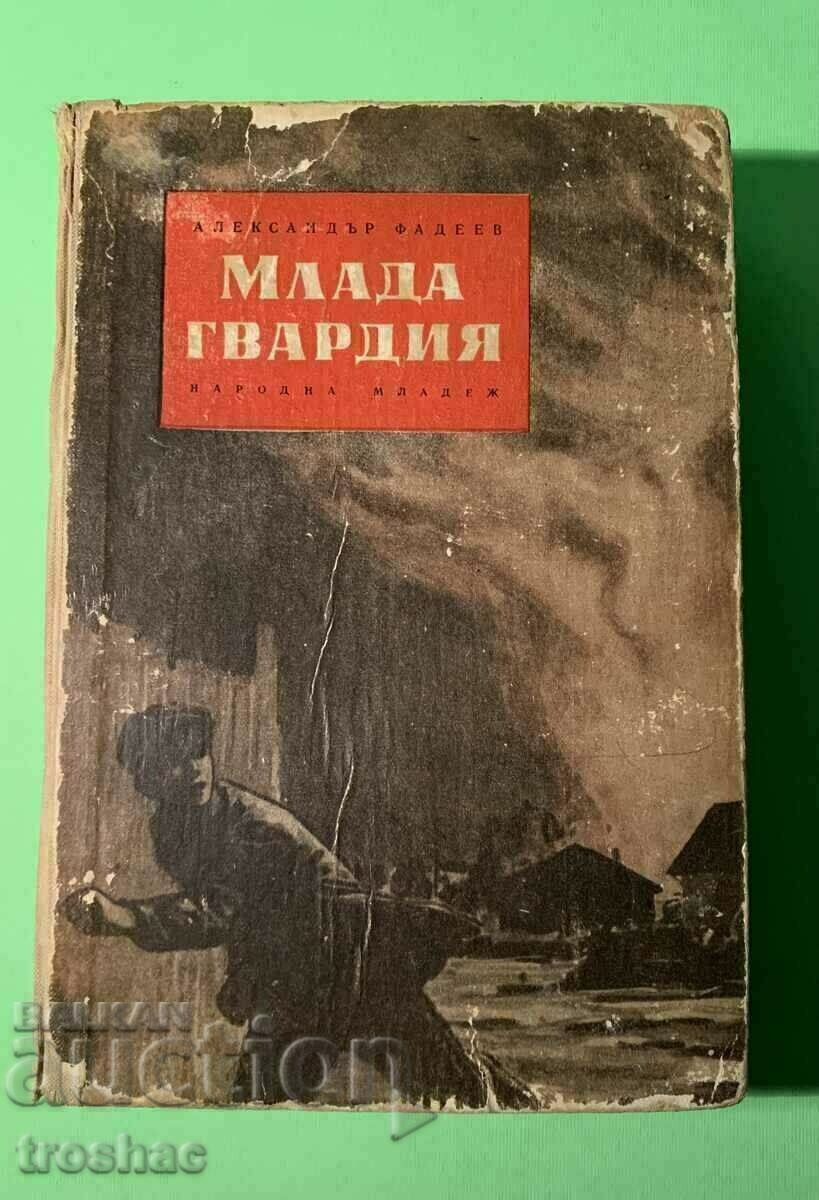 АЛЕКСАНДЪР ФАДЕЕВ
МЛАДА
ГВАРДИЯ
НАРОДНА МЛАДЕЖ
BALKAN
auction
troshac